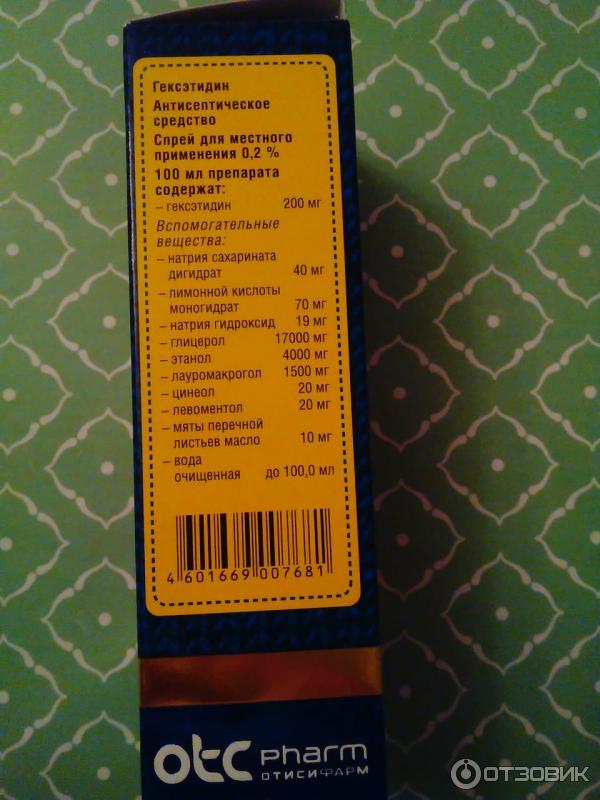 Гексэтидин
Антисептическое
средство
Спрей для местного
применения 0,2 %
100 мл препарата
содержат:
– гексэтидин 200 мг
Вспомогательные
вещества:
– натрия сахарината
дигидрат 40 мг
– лимонной кислоты
моногидрат 70 мг
– натрия гидроксид 19 мг
– глицерол 17000 мг
– этанол 4000 мг
– лауромакрогол 1500 мг
– цинеол 20 мг
– левоментол 20 мг
– мяты перечной
листьев масло 10 мг
– вода
очищенная до 100,0 мл
4 601669 007681
otc pharm
ОТИСИФАРМ
ОТЗОВИК